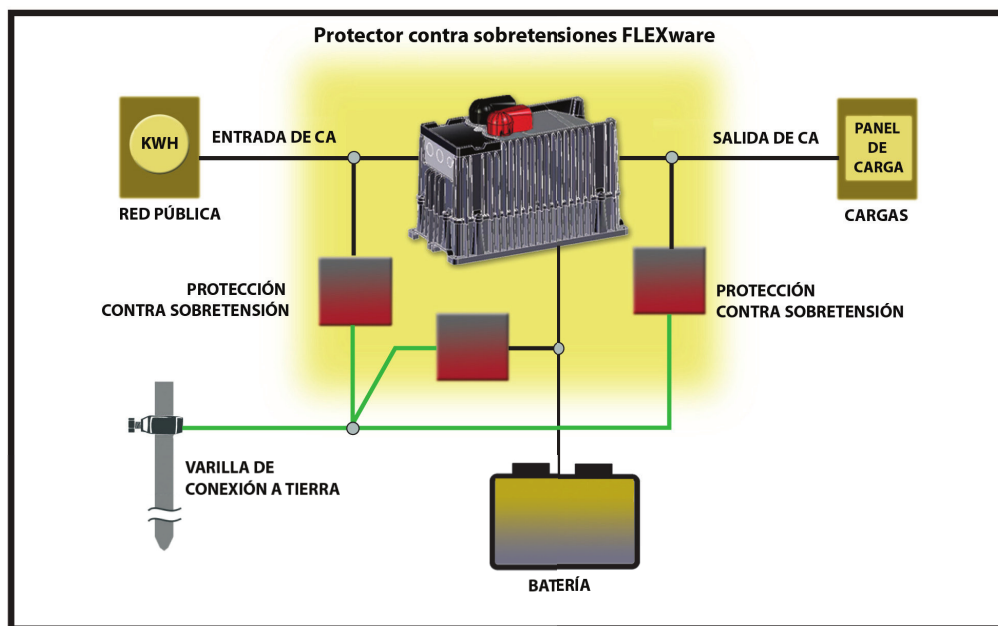 Protector contra sobretensiones FLEXware
KWH
ENTRADA DE CA
SALIDA DE CA
PANEL
DE
CARGA
RED PÚBLICA
CARGAS
PROTECCIÓN
CONTRA SOBRETENSIÓN
PROTECCIÓN
CONTRA SOBRETENSIÓN
VARILLA DE
CONEXIÓN A TIERRA
BATERÍA